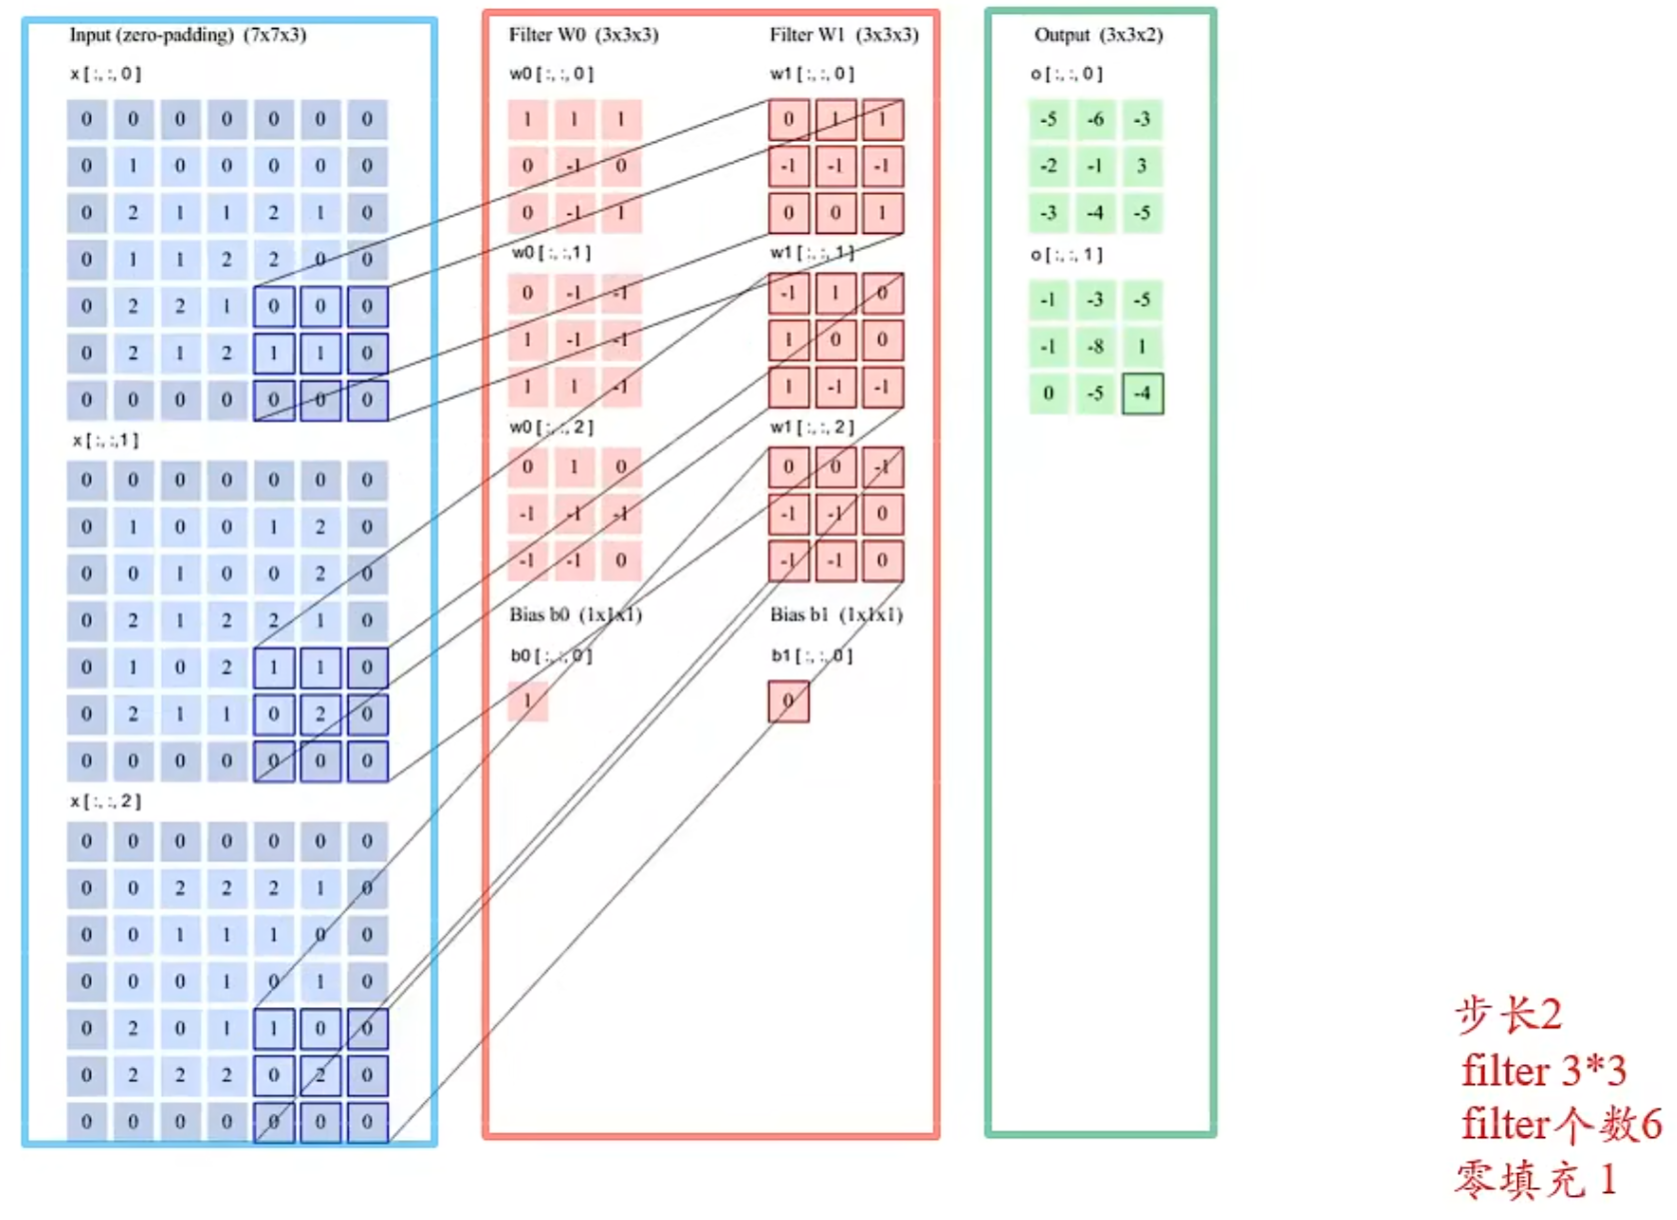 Input (zero-padding) (7x7x3)
x[:,:,0]
0 0 0 0 0 0 0
0 1 0 0 0 0 0
0 2 1 1 2 1 0
0 1 1 2 2 0 0
0 2 2 1 0 0 0
0 2 1 2 1 1 0
0 0 0 0 0 0 0
x[:,:,1]
0 0 0 0 0 0 0
0 1 0 0 1 2 0
0 0 1 0 0 2 0
0 2 1 2 2 1 0
0 1 0 2 1 1 0
0 2 1 1 0 2 0
0 0 0 0 0 0 0
x[:,:,2]
0 0 0 0 0 0 0
0 0 2 2 2 1 0
0 0 1 1 1 0 0
0 0 0 1 0 1 0
0 2 0 1 1 0 0
0 2 2 2 0 2 0
0 0 0 0 0 0 0
Filter W0 (3x3x3)
w0[:,:,0]
1 1 1
0 -1 0
0 -1 1
w0[:,:,1]
0 -1 -1
1 -1 -1
1 1 -1
w0[:,:,2]
0 1 0
-1 -1 -1
-1 -1 0
Bias b0 (1x1x1)
b0[:,:,0]
1
Filter W1 (3x3x3)
w1[:,:,0]
0 1 1
-1 -1 -1
0 0 1
w1[:,:,1]
-1 1 0
1 0 0
1 -1 -1
w1[:,:,2]
0 0 -1
-1 -1 0
-1 -1 0
Bias b1 (1x1x1)
b1[:,:,0]
0
Output (3x3x2)
o[:,:,0]
-5 -6 -3
-2 -1 3
-3 -4 -5
o[:,:,1]
-1 -3 -5
-1 -8 1
0 -5 -4
步长2
filter 3*3
filter个数6
零填充 1